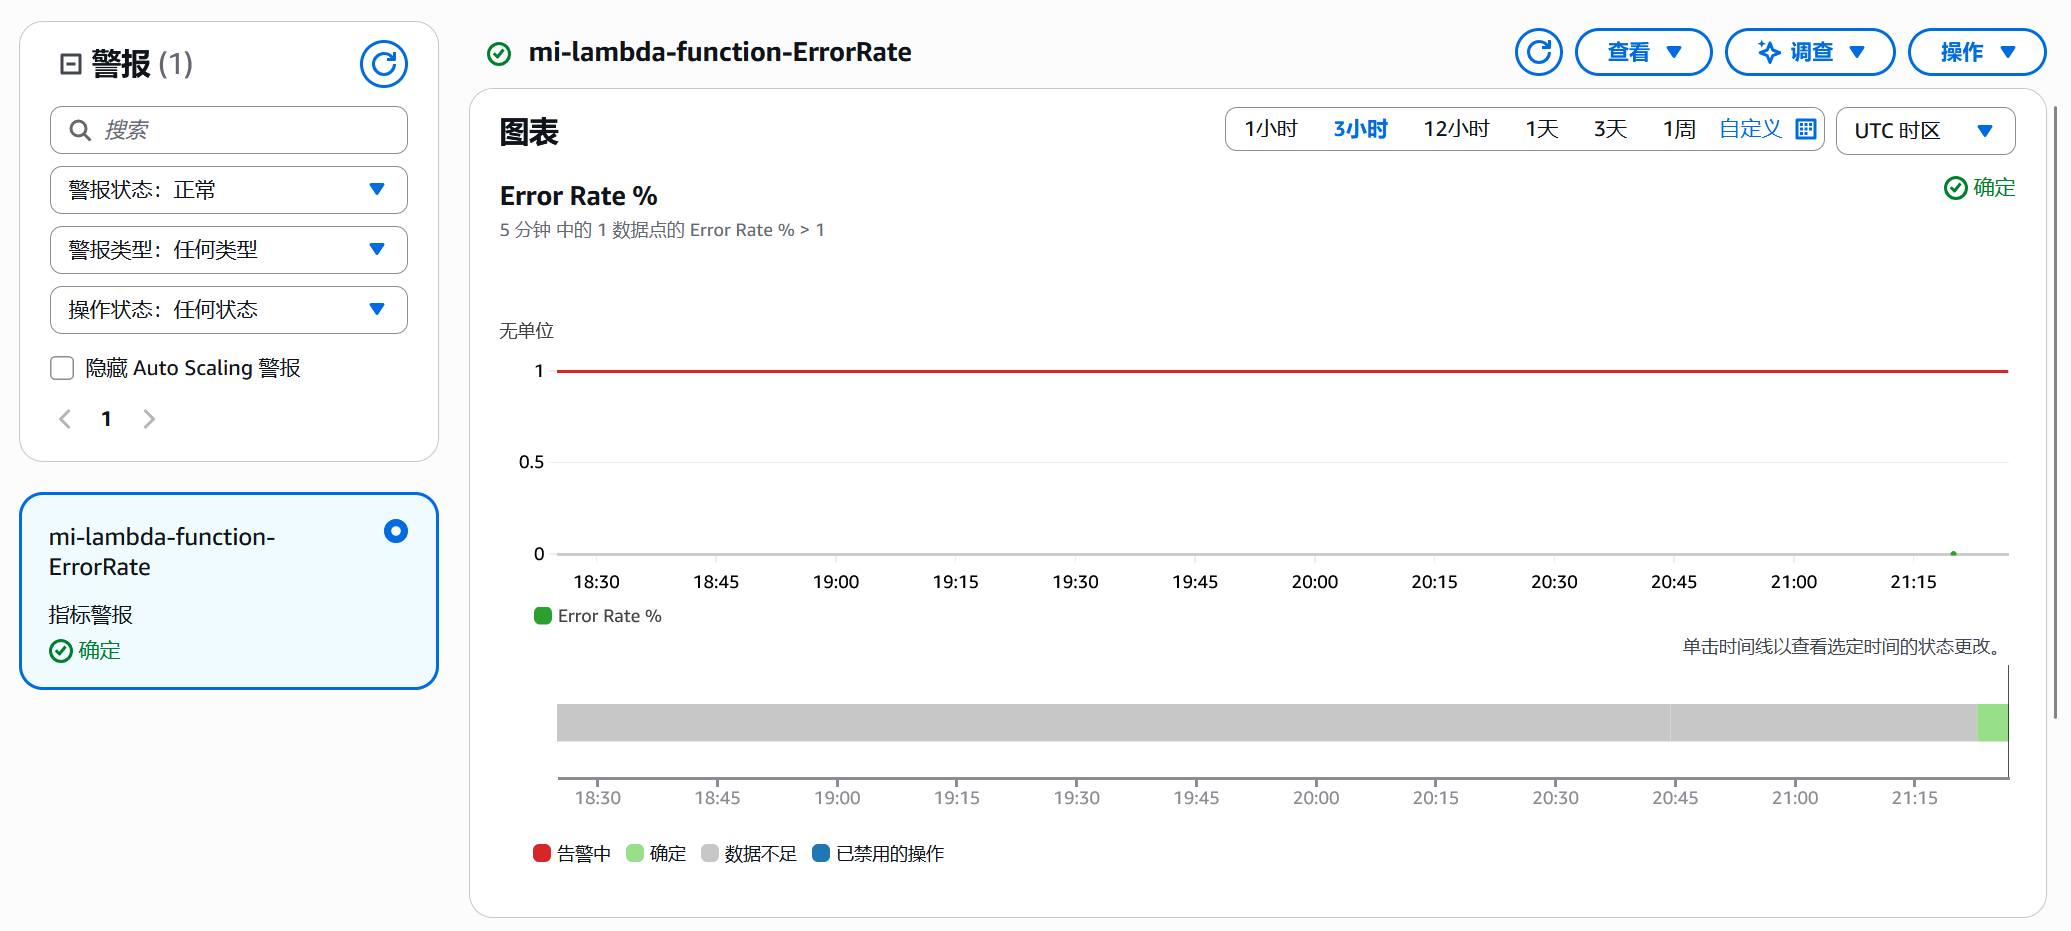 警报 (1)
搜索
警报状态：正常
警报类型：任何类型
操作状态：任何状态
隐藏 Auto Scaling 警报
1
mi-lambda-function-
ErrorRate
指标警报
确定
mi-lambda-function-ErrorRate
查看
调查
操作
图表
1小时 3小时 12小时 1天 3天 1周 自定义
UTC 时区
Error Rate %
确定
5 分钟 中的 1 数据点的 Error Rate % > 1
无单位
1
0.5
0
18:30 18:45 19:00 19:15 19:30 19:45 20:00 20:15 20:30 20:45 21:00 21:15
Error Rate %
单击时间线以查看选定时间的状态更改。
18:30 18:45 19:00 19:15 19:30 19:45 20:00 20:15 20:30 20:45 21:00 21:15
告警中 确定 数据不足 已禁用的操作